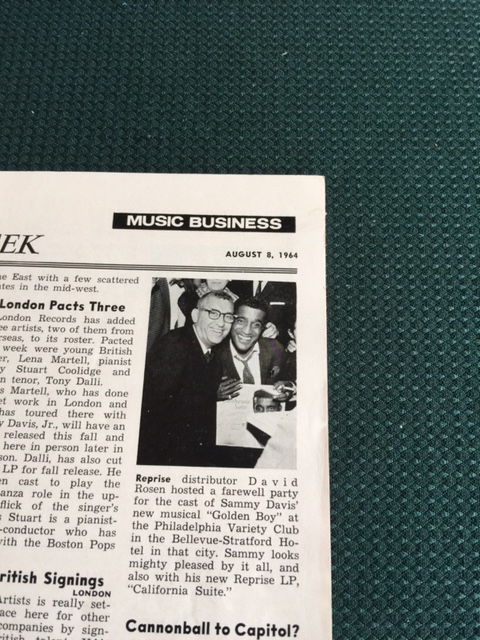 MUSIC BUSINESS
EEK
AUGUST 8, 1964
e East with a few scattered
tes in the mid-west.
London Pacts Three
London Records has added
ee artists, two of them from
rseas, to its roster. Pacted
week were young British
er, Lena Martell, pianist
y Stuart Coolidge and
n tenor, Tony Dalli.
s Martell, who has done
et work in London and
has toured there with
y Davis, Jr., will have an
released this fall and
here in person later in
son. Dalli, has also cut
LP for fall release. He
en cast to play the
anza role in the up-
flick of the singer's
s Stuart is a pianist-
-conductor who has
with the Boston Pops
ritish Signings
LONDON
Artists is really set-
ace here for other
companies by sign-
Reprise distributor David
Rosen hosted a farewell party
for the cast of Sammy Davis'
new musical "Golden Boy" at
the Philadelphia Variety Club
in the Bellevue-Stratford Ho-
tel in that city. Sammy looks
mighty pleased by it all, and
also with his new Reprise LP,
"California Suite."
Cannonball to Capitol?